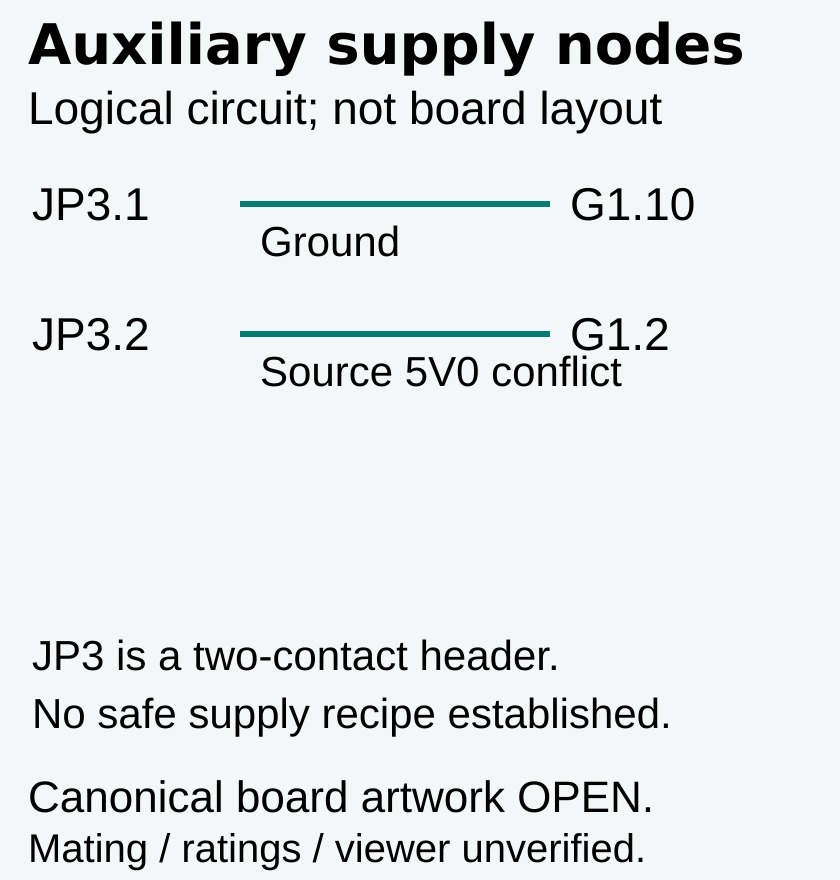 Auxiliary supply nodes
Logical circuit; not board layout
JP3.1 G1.10
Ground
JP3.2 G1.2
Source 5V0 conflict
JP3 is a two-contact header.
No safe supply recipe established.
Canonical board artwork OPEN.
Mating / ratings / viewer unverified.